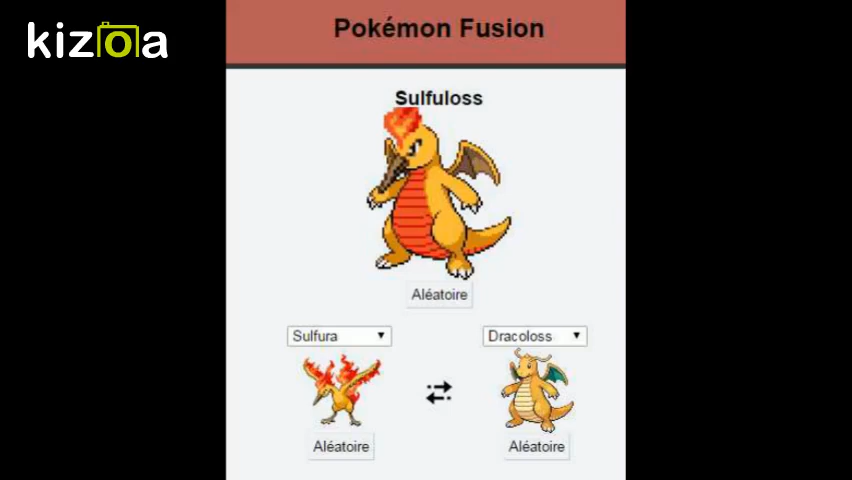 kizoa
Pokémon Fusion
Sulfuloss
Aléatoire
Sulfura
Dracoloss
Aléatoire
Aléatoire